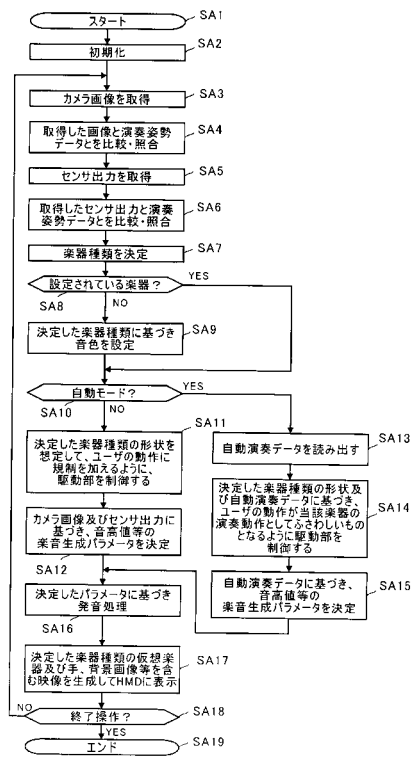 スタート
SA1
初期化
SA2
カメラ画像を取得
SA3
取得した画像と演奏姿勢
データとを比較・照合
SA4
センサ出力を取得
SA5
取得したセンサ出力と演奏
姿勢データとを比較・照合
SA6
楽器種類を決定
SA7
設定されている楽器？
YES
SA8
NO
決定した楽器種類に基づき
音色を設定
SA9
自動モード？
YES
SA10
NO
決定した楽器種類の形状を
想定して、ユーザの動作に
規制を加えるように、
駆動部を制御する
SA11
カメラ画像及びセンサ出力に
基づき、音高値等の
楽音生成パラメータを決定
SA12
自動演奏データを読み出す
SA13
決定した楽器種類の形状及
び自動演奏データに基づき、
ユーザの動作が当該楽器の
演奏動作としてふさわしいもの
となるように駆動部を
制御する
SA14
自動演奏データに基づき、
音高値等の
楽音生成パラメータを決定
SA15
決定したパラメータに基づき
発音処理
SA16
決定した楽器種類の仮想楽
器及び手、背景画像等を含
む映像を生成してHMDに表示
SA17
NO
終了操作？
SA18
YES
エンド
SA19